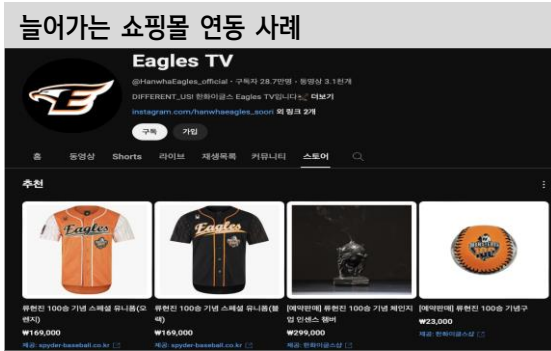 늘어가는 쇼핑몰 연동 사례
Eagles TV
@HanwhaEagles_official · 구독자 28.7만명 · 동영상 3.1천개
DIFFERENT_US! 한화이글스 Eagles TV입니다 더보기
instagram.com/hanwhaeagles_soori 외 링크 2개
구독 가입
홈 동영상 Shorts 라이브 재생목록 커뮤니티 스토어
추천
Eagles
Eagles
류현진 100승 기념 스페셜 유니폼(오렌지)
₩169,000
제공: spyder-baseball.co.kr
류현진 100승 기념 스페셜 유니폼(블랙)
₩169,000
제공: spyder-baseball.co.kr
[예약판매] 류현진 100승 기념 체인지업 인센스 챔버
₩299,000
제공: 한화이글스샵
[예약판매] 류현진 100승 기념구
₩23,000
제공: 한화이글스샵